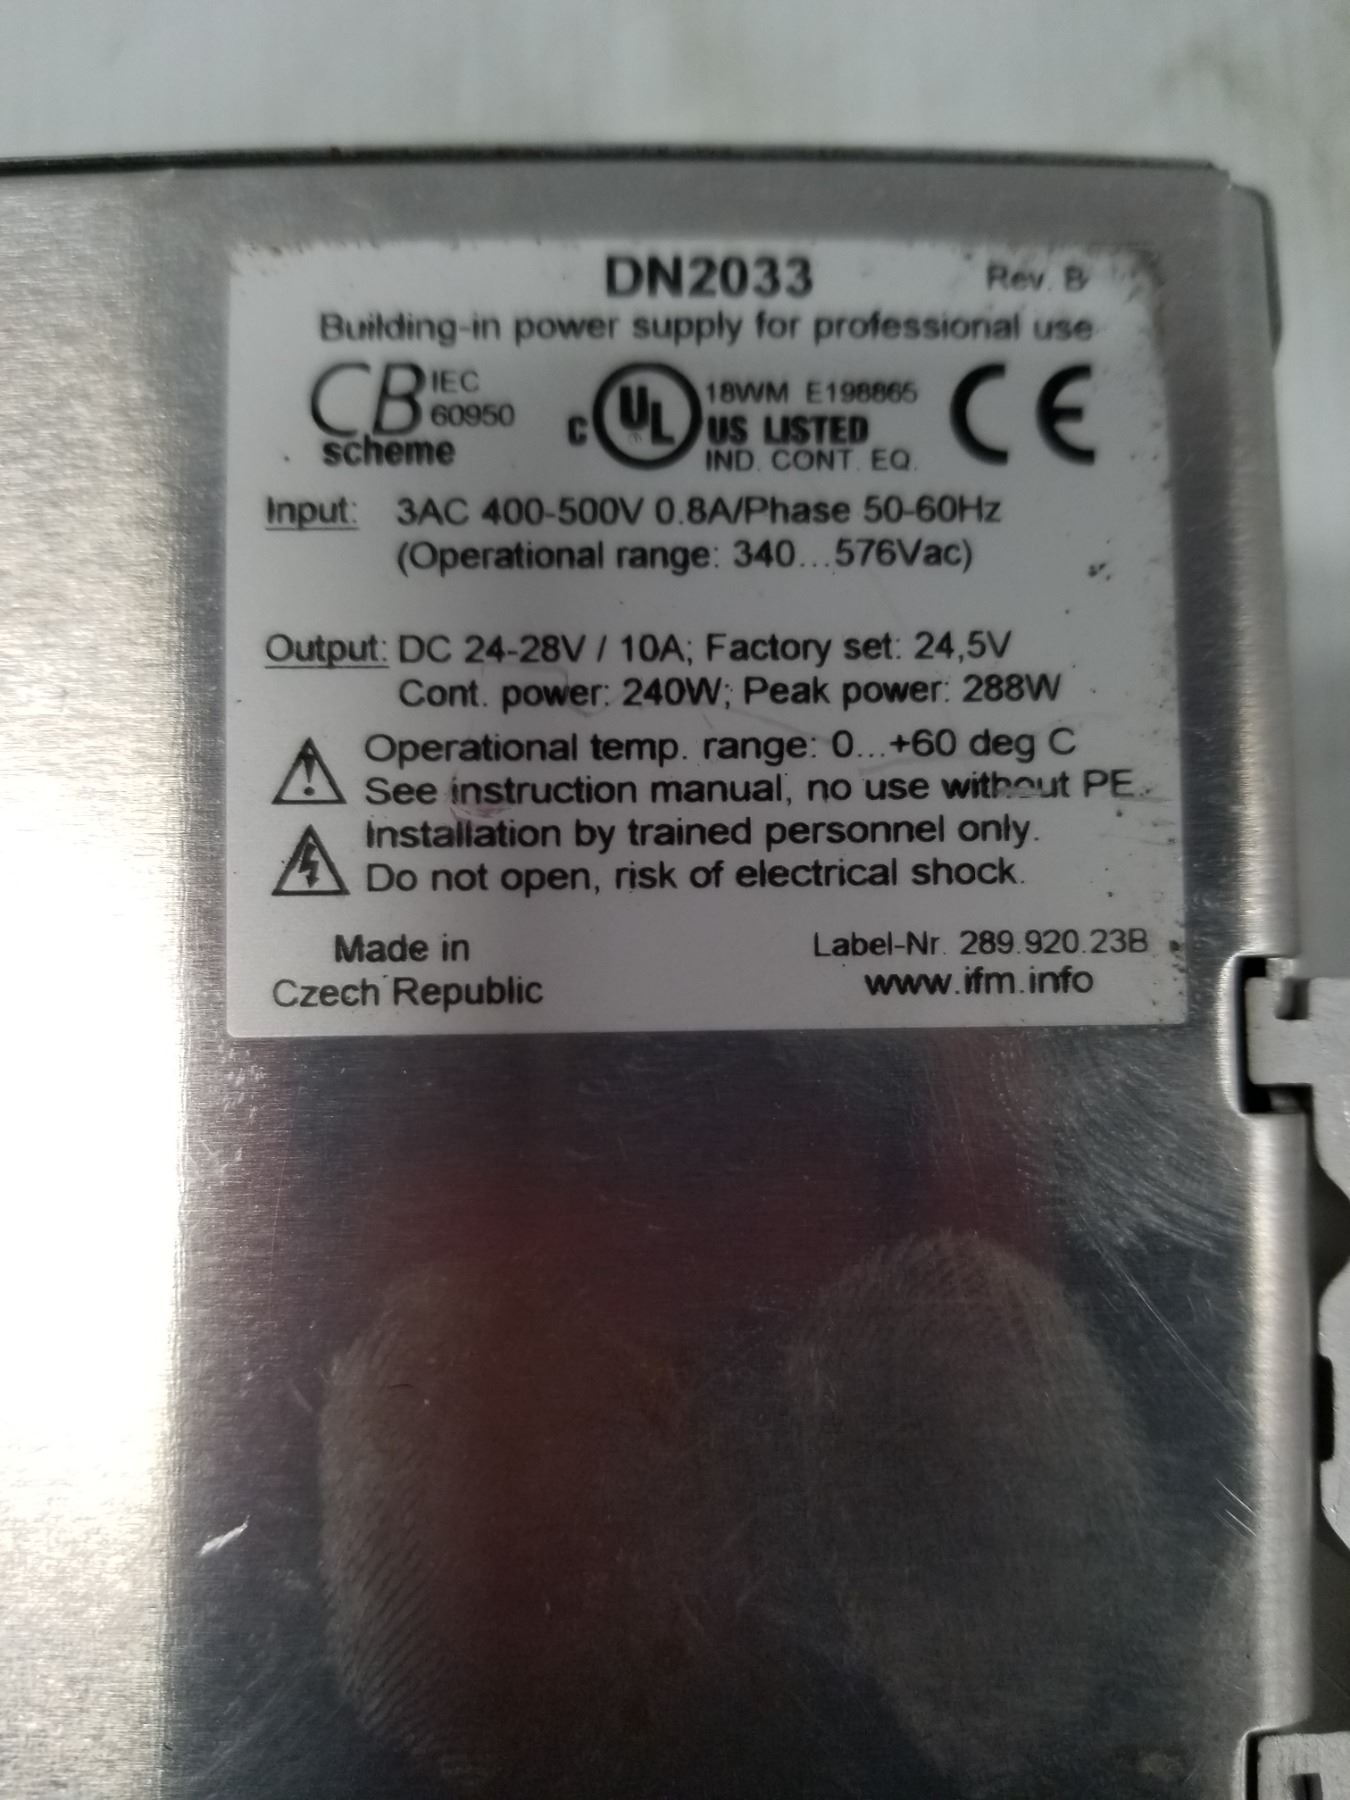 DN2033 Rev. B
Building-in power supply for professional use
CB IEC 60950 scheme
c UL US LISTED 18WM E198865 IND. CONT. EQ. CE
Input: 3AC 400-500V 0.8A/Phase 50-60Hz
(Operational range: 340...576Vac)
Output: DC 24-28V / 10A; Factory set: 24,5V
Cont. power: 240W; Peak power: 288W
Operational temp. range: 0...+60 deg C
See instruction manual, no use without PE.
Installation by trained personnel only.
Do not open, risk of electrical shock.
Made in
Czech Republic
Label-Nr. 289.920.23B
www.ifm.info